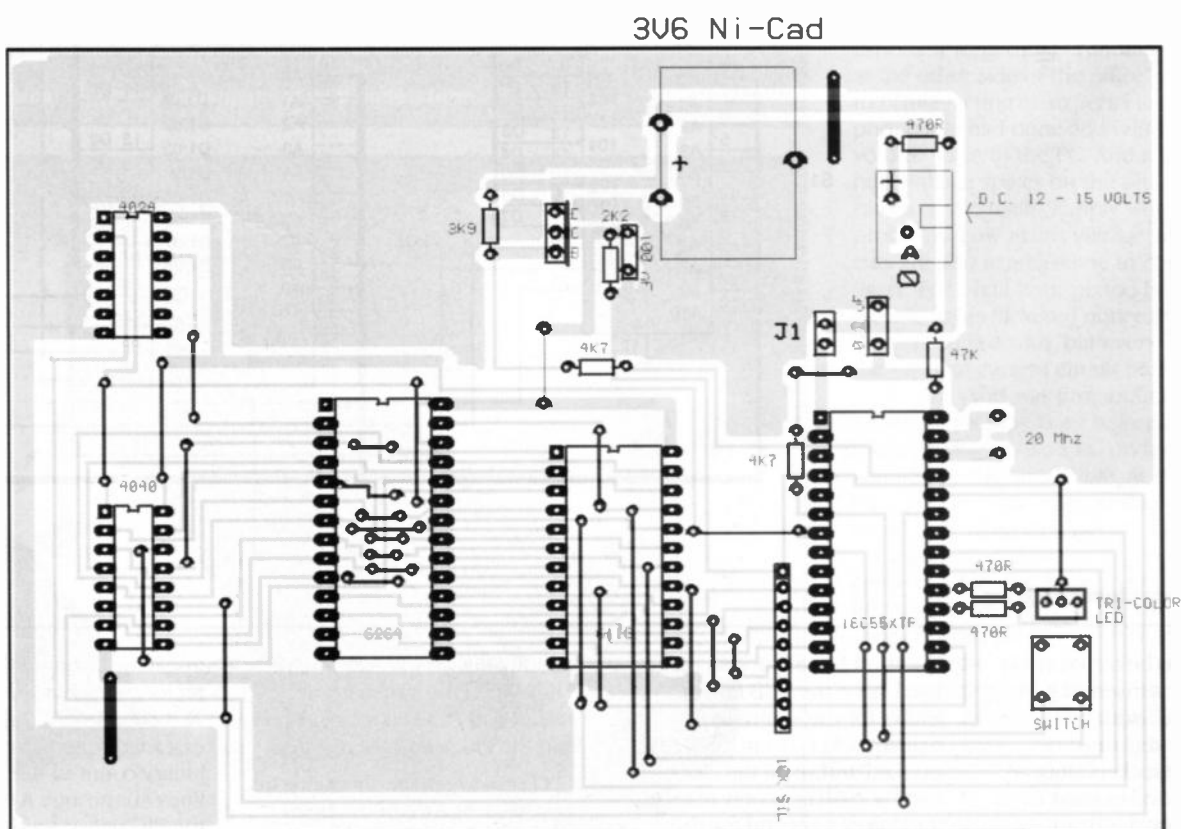 3V6 Ni-Cad
470R
4024
3K9
2K2
D.C. 12 - 15 VOLTS
J1
4K7
47K
20 Mhz
4K7
4040
470R
TRI-COLOR
LED
6264
470R
SWITCH